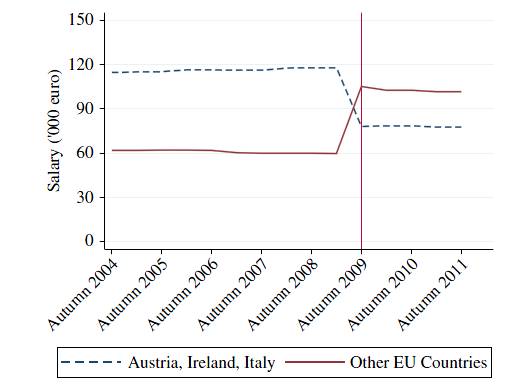 Salary ('000 euro)
150
120
90
60
30
0
Autumn 2004
Autumn 2005
Autumn 2006
Autumn 2007
Autumn 2008
Autumn 2009
Autumn 2010
Autumn 2011
Austria, Ireland, Italy
Other EU Countries